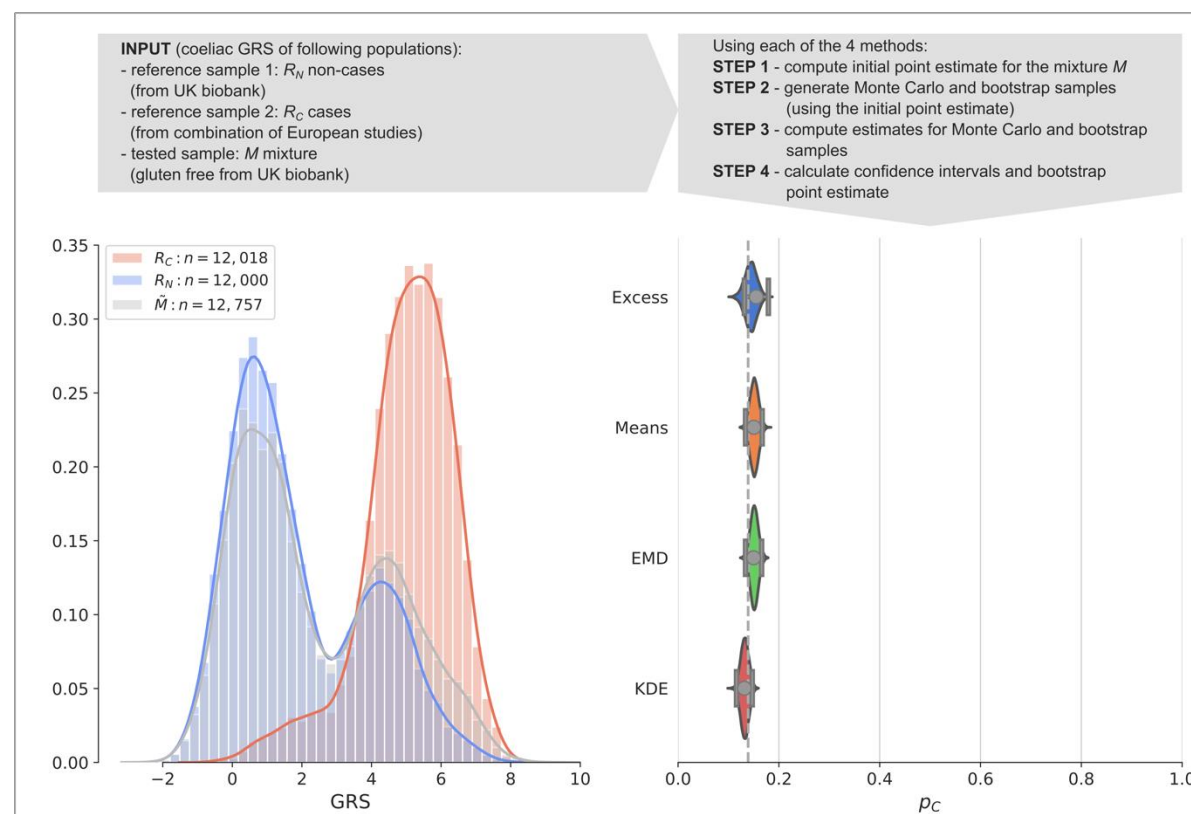 INPUT (coeliac GRS of following populations):
- reference sample 1: R_N non-cases
(from UK biobank)
- reference sample 2: R_C cases
(from combination of European studies)
- tested sample: M mixture
(gluten free from UK biobank)
Using each of the 4 methods:
STEP 1 - compute initial point estimate for the mixture M
STEP 2 - generate Monte Carlo and bootstrap samples
(using the initial point estimate)
STEP 3 - compute estimates for Monte Carlo and bootstrap
samples
STEP 4 - calculate confidence intervals and bootstrap
point estimate
0.35
0.30
0.25
0.20
0.15
0.10
0.05
0.00
R_C : n = 12,018
R_N : n = 12,000
M̃ : n = 12,757
−2 0 2 4 6 8 10
GRS
Excess
Means
EMD
KDE
0.0 0.2 0.4 0.6 0.8 1.0
p_C